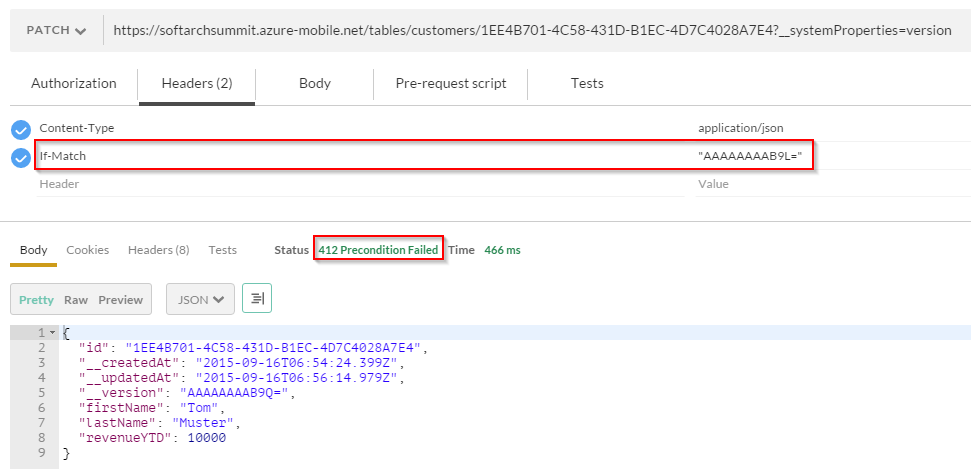 PATCH https://softarchsummit.azure-mobile.net/tables/customers/1EE4B701-4C58-431D-B1EC-4D7C4028A7E4?__systemProperties=version
Authorization Headers (2) Body Pre-request script Tests
Content-Type application/json
If-Match "AAAAAAAAB9L="
Header Value
Body Cookies Headers (8) Tests Status 412 Precondition Failed Time 466 ms
Pretty Raw Preview JSON
1 {
2 "id": "1EE4B701-4C58-431D-B1EC-4D7C4028A7E4",
3 "__createdAt": "2015-09-16T06:54:24.399Z",
4 "__updatedAt": "2015-09-16T06:56:14.979Z",
5 "__version": "AAAAAAAAB9Q=",
6 "firstName": "Tom",
7 "lastName": "Muster",
8 "revenueYTD": 10000
9 }